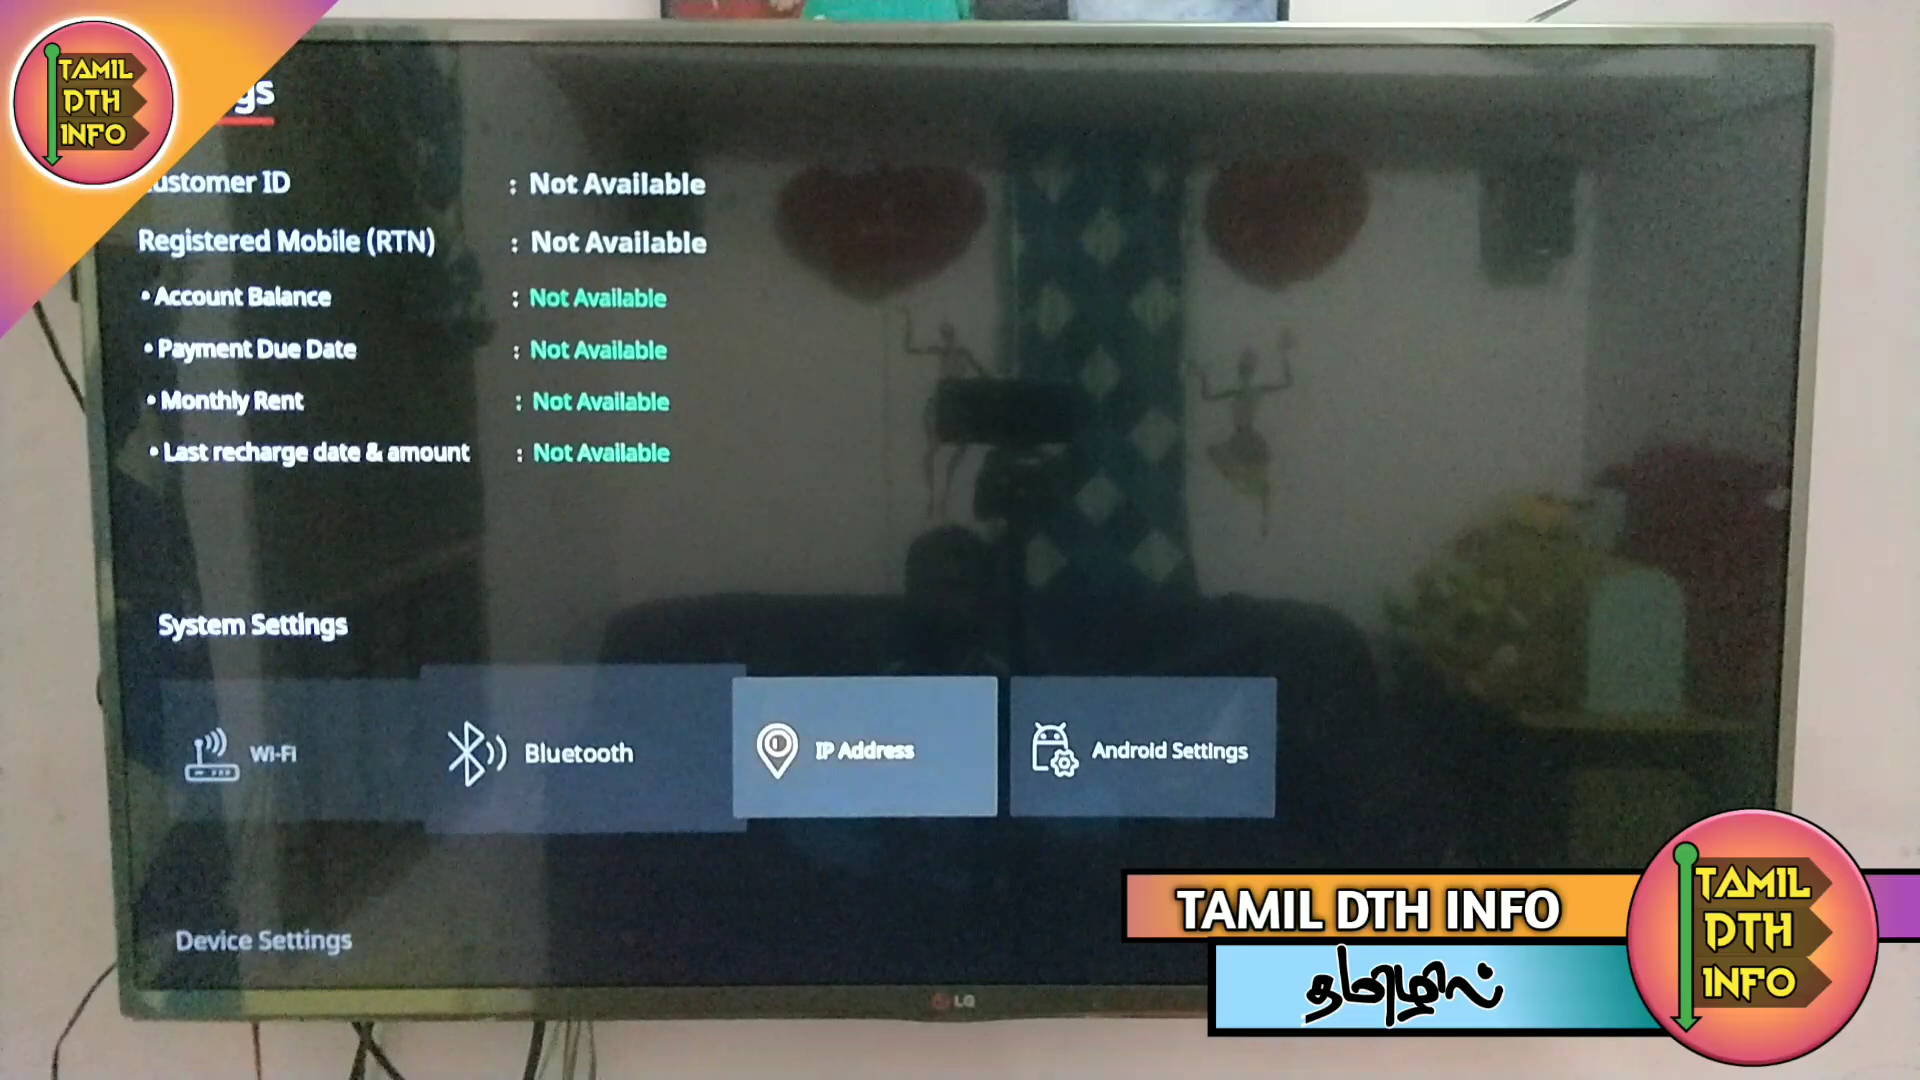 TAMIL
DTH
INFO
gs
ustomer ID : Not Available
Registered Mobile (RTN) : Not Available
• Account Balance : Not Available
• Payment Due Date : Not Available
• Monthly Rent : Not Available
• Last recharge date & amount : Not Available
System Settings
Wi-Fi
Bluetooth
IP Address
Android Settings
Device Settings
LG
TAMIL DTH INFO
தமிழில்
TAMIL
DTH
INFO